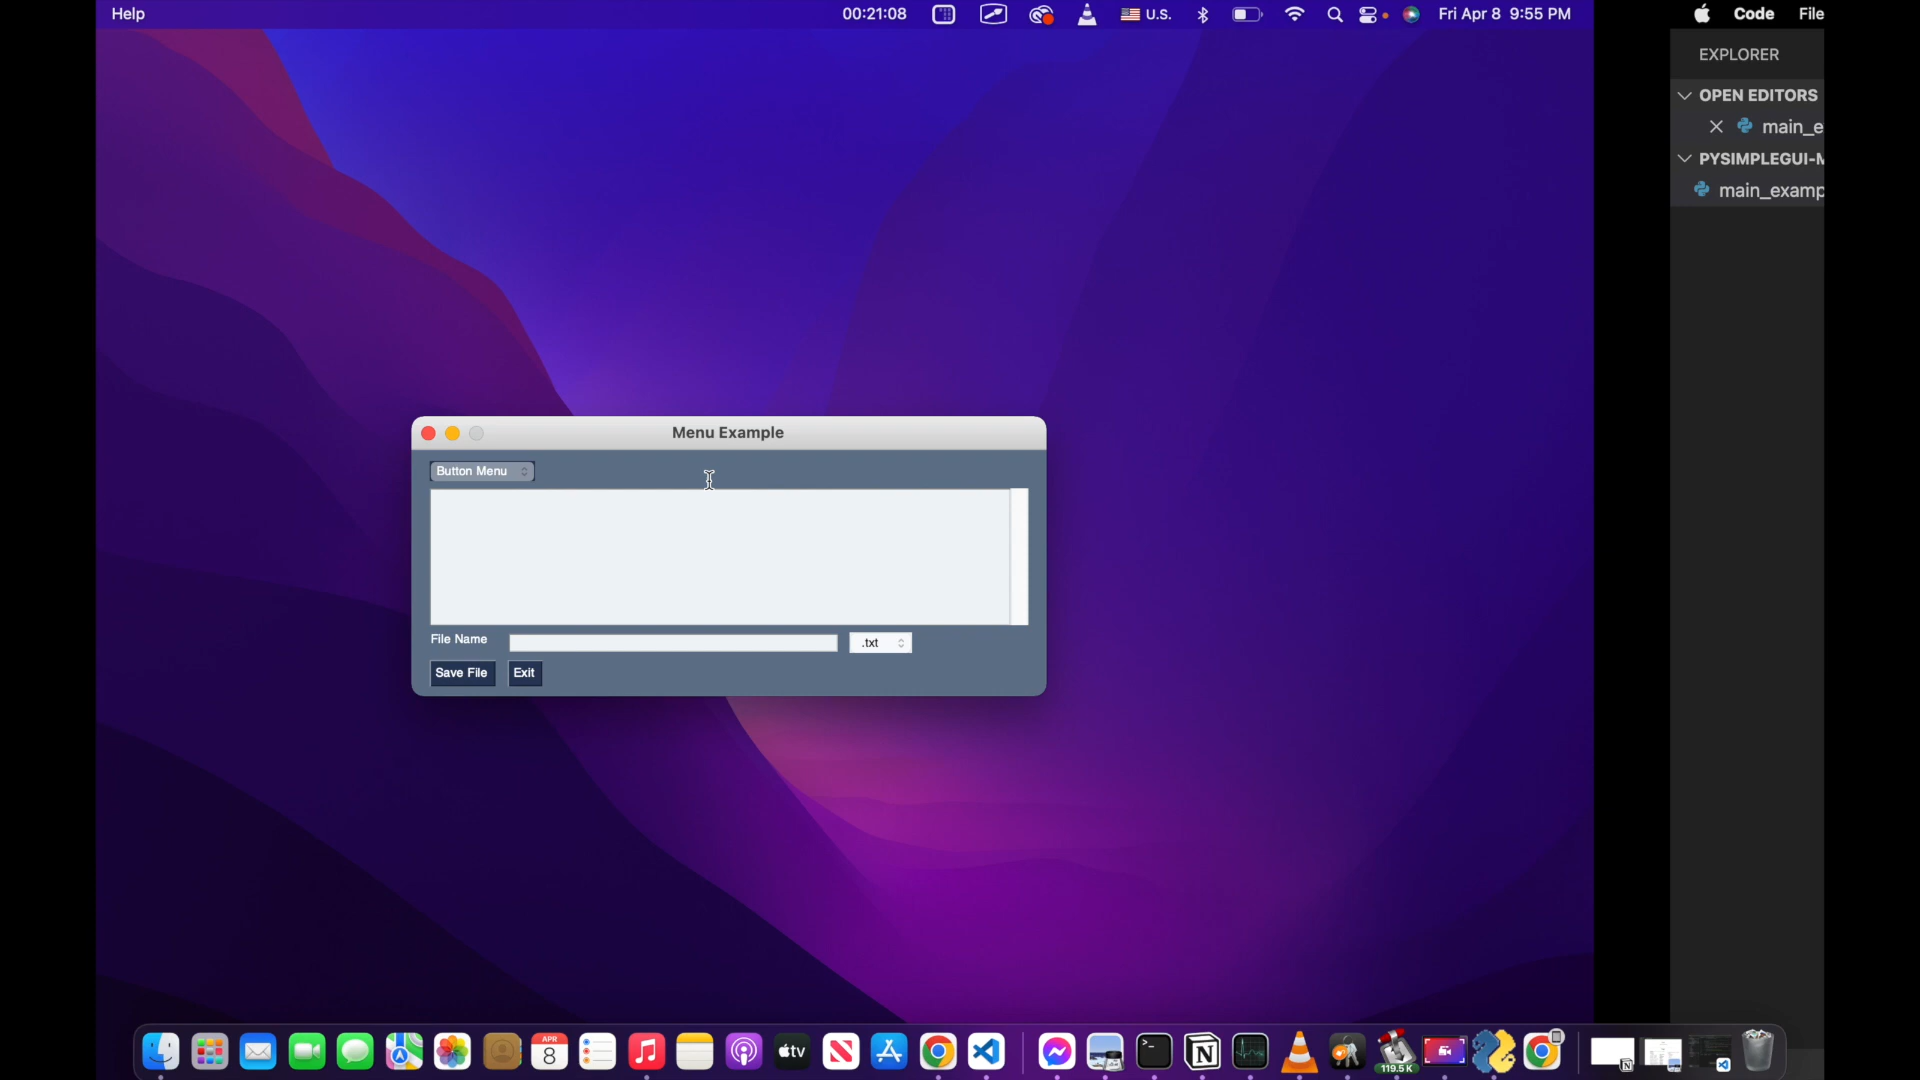 Help 00:21:08 U.S. Fri Apr 8 9:55 PM Code File
EXPLORER
OPEN EDITORS
main_e
PYSIMPLEGUI-M
main_examp
Menu Example
Button Menu
File Name .txt
Save File Exit
APR
8
tv
119.5 K